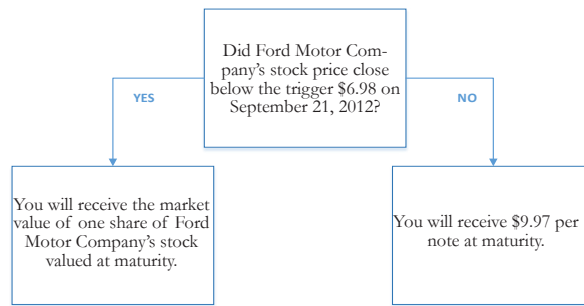 Did Ford Motor Com-
pany's stock price close
below the trigger $6.98 on
September 21, 2012?
YES
NO
You will receive the market
value of one share of Ford
Motor Company's stock
valued at maturity.
You will receive $9.97 per
note at maturity.